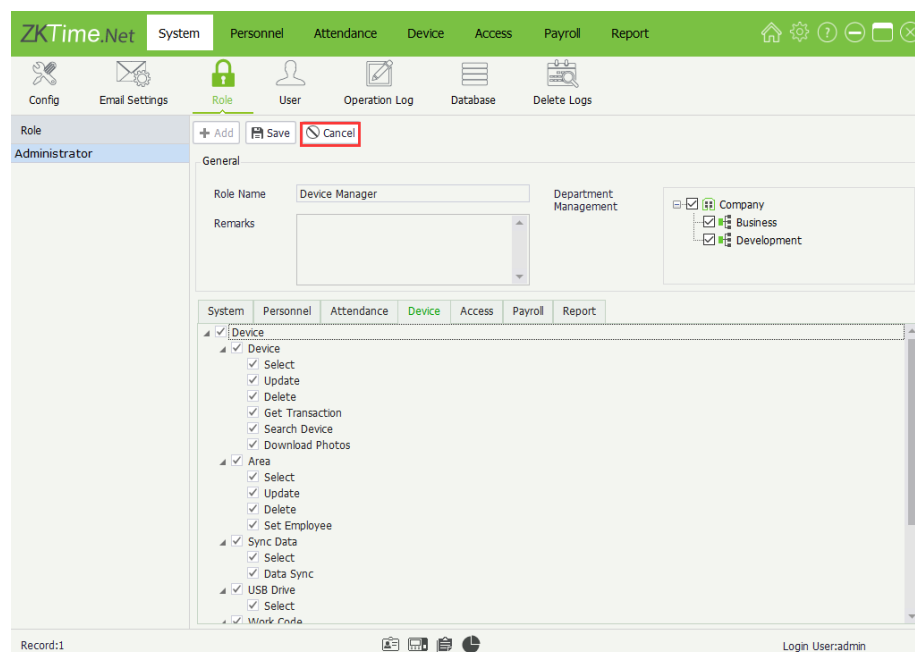 ZKTime.Net System Personnel Attendance Device Access Payroll Report
Config Email Settings Role User Operation Log Database Delete Logs
Role
Administrator
Add Save Cancel
General
Role Name Device Manager
Remarks
Department
Management
Company
Business
Development
System Personnel Attendance Device Access Payroll Report
Device
Device
Select
Update
Delete
Get Transaction
Search Device
Download Photos
Area
Select
Update
Delete
Set Employee
Sync Data
Select
Data Sync
USB Drive
Select
Work Code
Record:1 Login User:admin